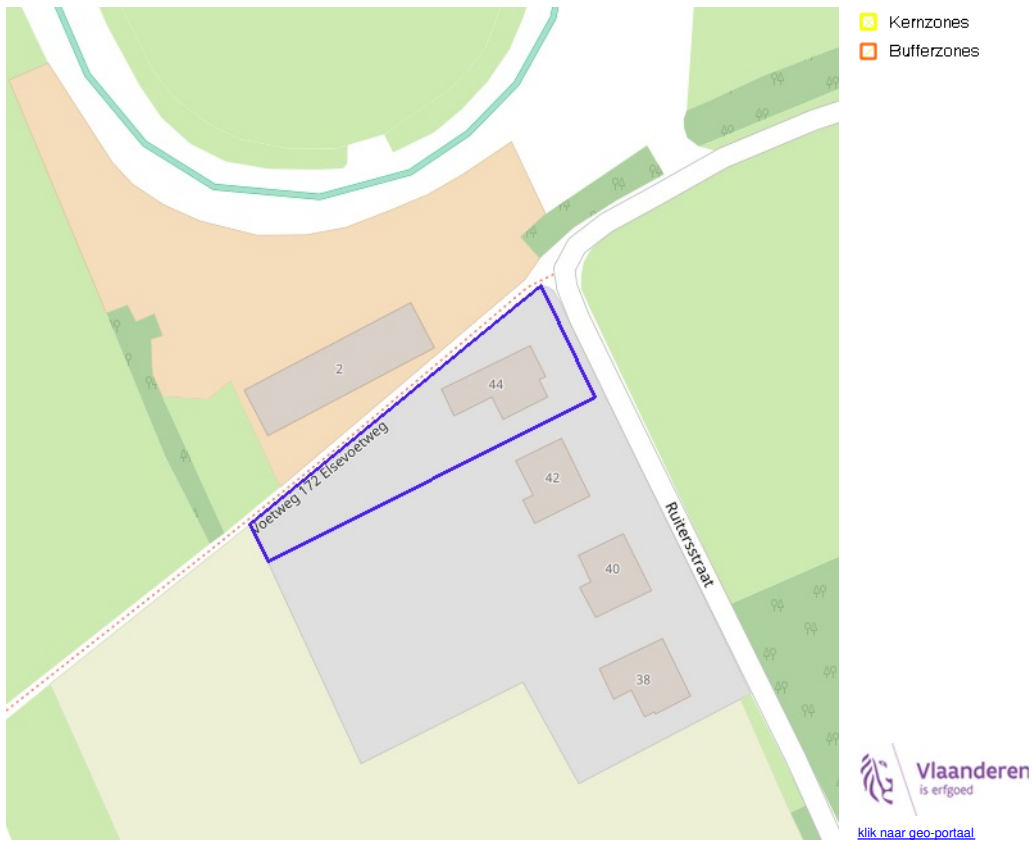 Kernzones
Bufferzones
2
44
Voetweg 172 Elsevoetweg
42
Ruitersstraat
40
38
Vlaanderen
is erfgoed
klik naar geo-portaal